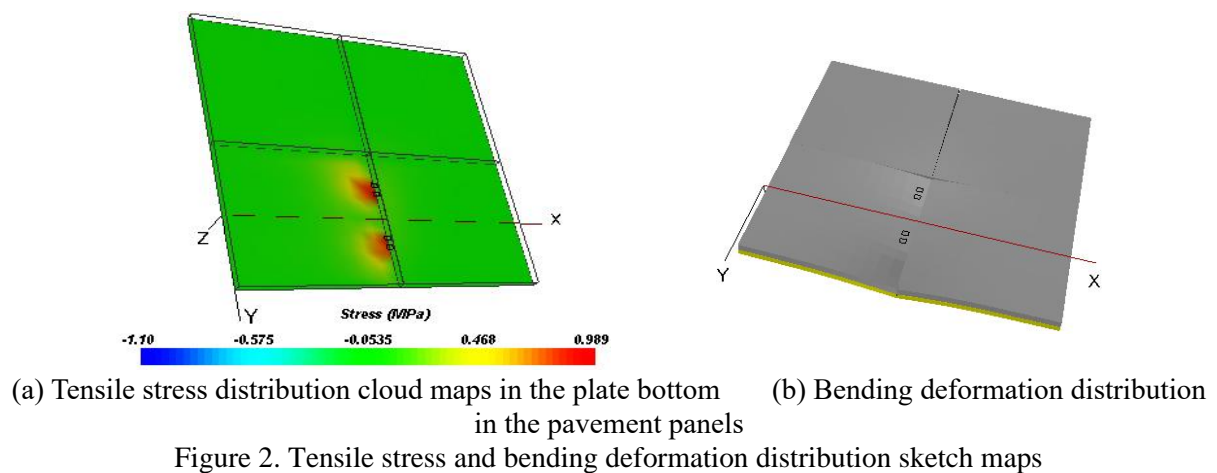 X
Z
Y
Stress (MPa)
-1.10 -0.575 -0.0535 0.468 0.989
Y
X
(a) Tensile stress distribution cloud maps in the plate bottom (b) Bending deformation distribution
in the pavement panels
Figure 2. Tensile stress and bending deformation distribution sketch maps